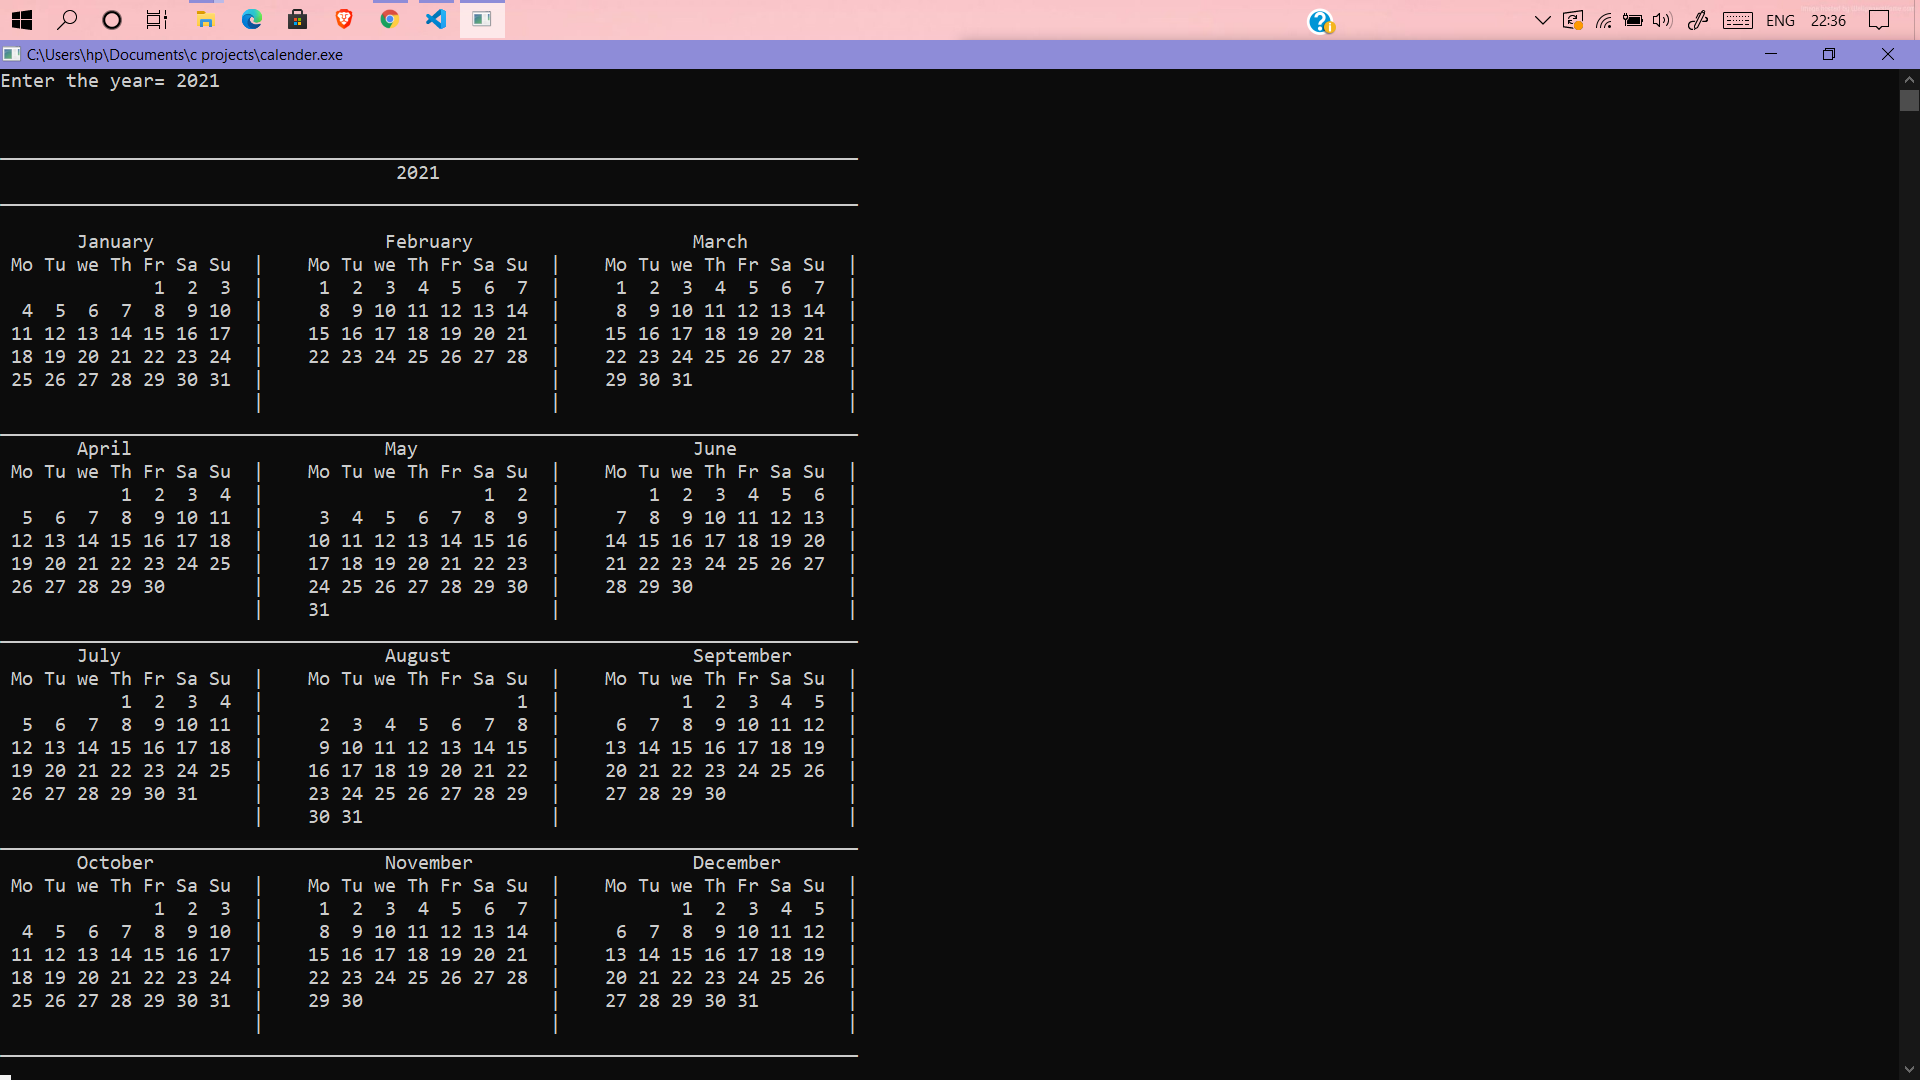 ENG 22:36
C:\Users\hp\Documents\c projects\calender.exe
Enter the year= 2021
2021
January February March
Mo Tu we Th Fr Sa Su | Mo Tu we Th Fr Sa Su | Mo Tu we Th Fr Sa Su |
1 2 3 | 1 2 3 4 5 6 7 | 1 2 3 4 5 6 7 |
4 5 6 7 8 9 10 | 8 9 10 11 12 13 14 | 8 9 10 11 12 13 14 |
11 12 13 14 15 16 17 | 15 16 17 18 19 20 21 | 15 16 17 18 19 20 21 |
18 19 20 21 22 23 24 | 22 23 24 25 26 27 28 | 22 23 24 25 26 27 28 |
25 26 27 28 29 30 31 | | 29 30 31 |
| | |
April May June
Mo Tu we Th Fr Sa Su | Mo Tu we Th Fr Sa Su | Mo Tu we Th Fr Sa Su |
1 2 3 4 | 1 2 | 1 2 3 4 5 6 |
5 6 7 8 9 10 11 | 3 4 5 6 7 8 9 | 7 8 9 10 11 12 13 |
12 13 14 15 16 17 18 | 10 11 12 13 14 15 16 | 14 15 16 17 18 19 20 |
19 20 21 22 23 24 25 | 17 18 19 20 21 22 23 | 21 22 23 24 25 26 27 |
26 27 28 29 30 | 24 25 26 27 28 29 30 | 28 29 30 |
| 31 | |
July August September
Mo Tu we Th Fr Sa Su | Mo Tu we Th Fr Sa Su | Mo Tu we Th Fr Sa Su |
1 2 3 4 | 1 | 1 2 3 4 5 |
5 6 7 8 9 10 11 | 2 3 4 5 6 7 8 | 6 7 8 9 10 11 12 |
12 13 14 15 16 17 18 | 9 10 11 12 13 14 15 | 13 14 15 16 17 18 19 |
19 20 21 22 23 24 25 | 16 17 18 19 20 21 22 | 20 21 22 23 24 25 26 |
26 27 28 29 30 31 | 23 24 25 26 27 28 29 | 27 28 29 30 |
| 30 31 | |
October November December
Mo Tu we Th Fr Sa Su | Mo Tu we Th Fr Sa Su | Mo Tu we Th Fr Sa Su |
1 2 3 | 1 2 3 4 5 6 7 | 1 2 3 4 5 |
4 5 6 7 8 9 10 | 8 9 10 11 12 13 14 | 6 7 8 9 10 11 12 |
11 12 13 14 15 16 17 | 15 16 17 18 19 20 21 | 13 14 15 16 17 18 19 |
18 19 20 21 22 23 24 | 22 23 24 25 26 27 28 | 20 21 22 23 24 25 26 |
25 26 27 28 29 30 31 | 29 30 | 27 28 29 30 31 |
| | |